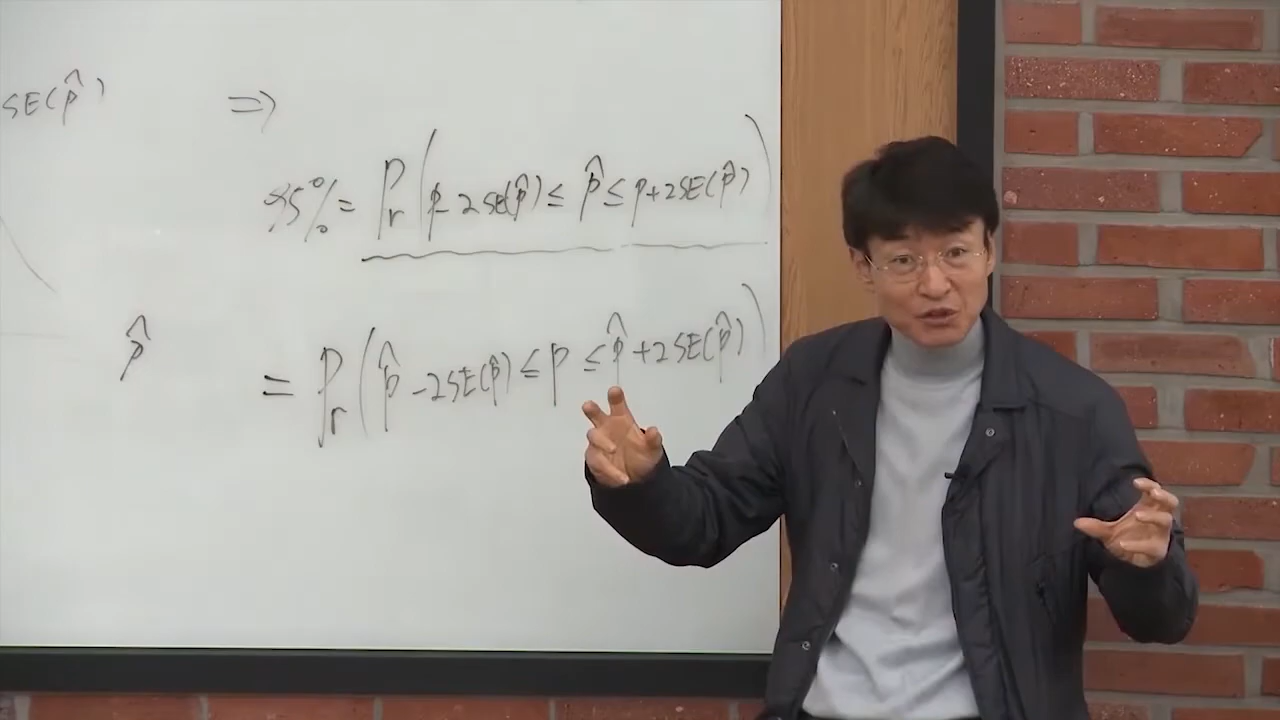 SE(p̂) ⇒
95% = Pr(p - 2SE(p̂) ≤ p̂ ≤ p+2SE(p̂))
p̂ = Pr(p̂ - 2SE(p̂) ≤ p ≤ p̂ + 2SE(p̂))